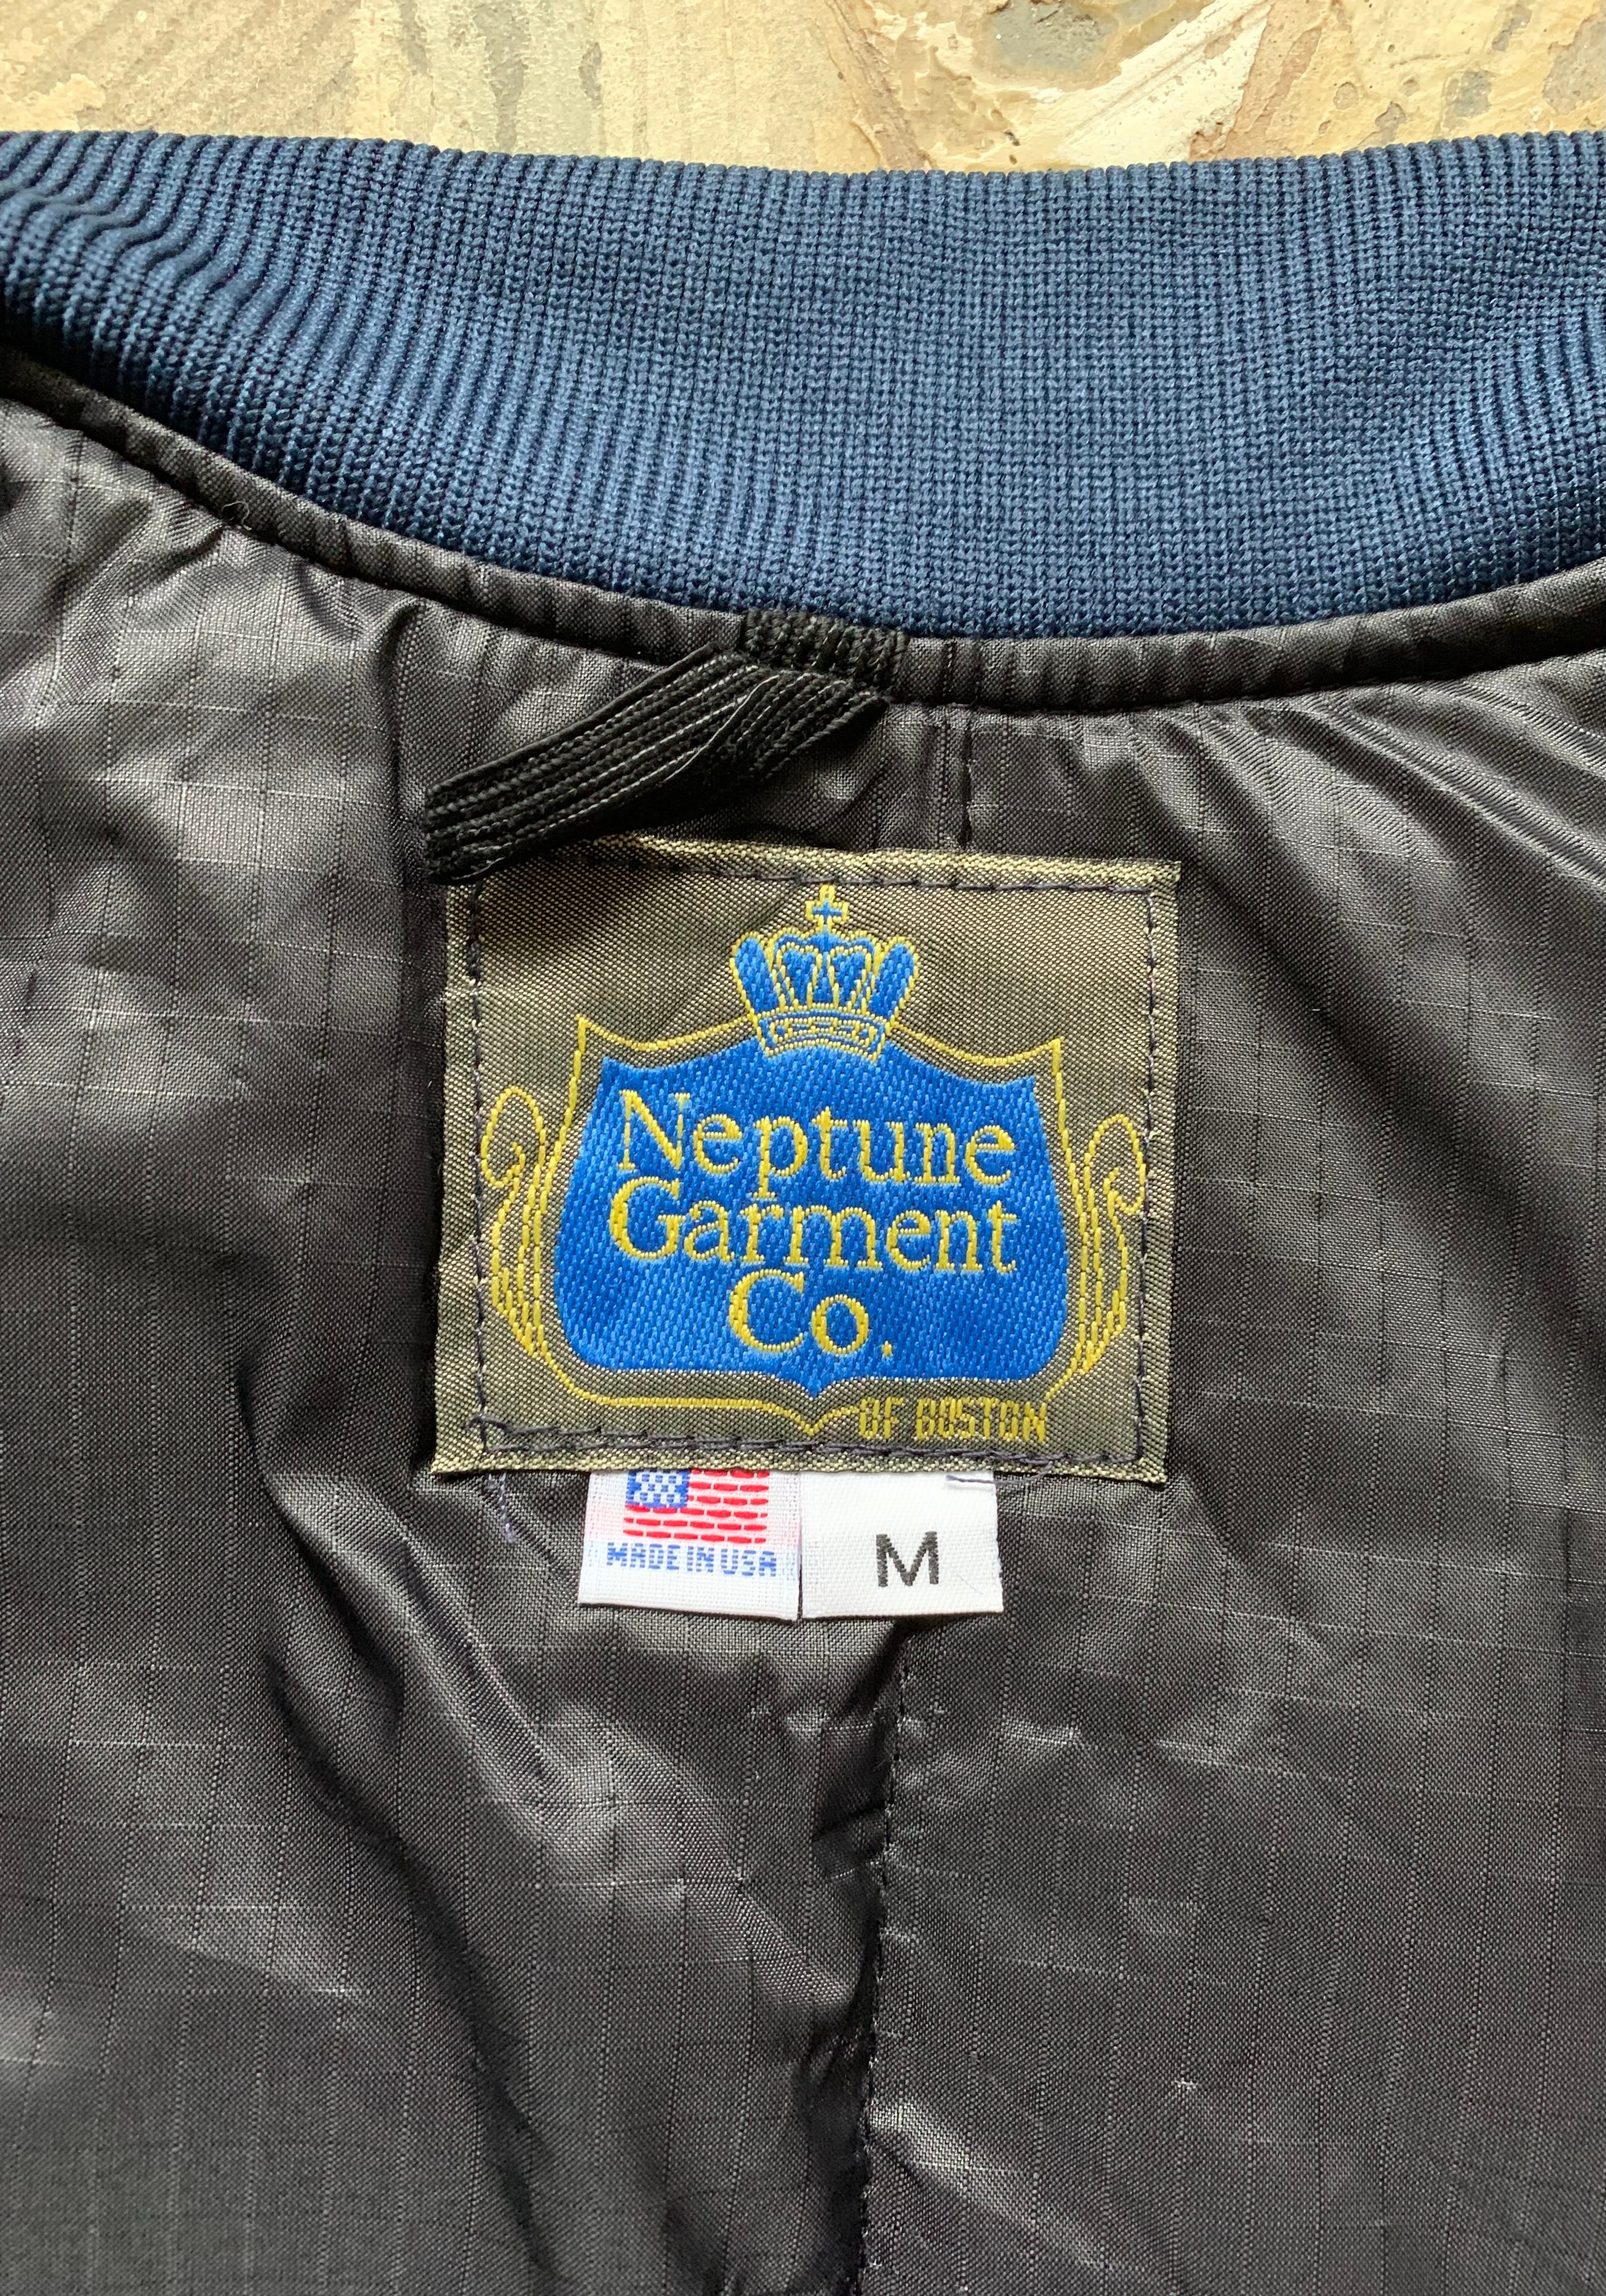 Neptune
Garment
Co.
OF BOSTON
MADE IN USA
M